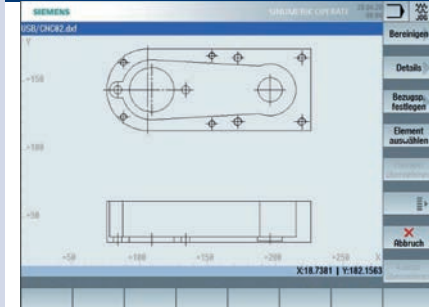 SIEMENS SINUMERIK OPERATE
USB/CNC82.dxf
Bereinigen
Y
Details
+150
Bezugsp. festlegen
Element auswählen
+100
+50
Abbruch
+50 +100 +150 +200 +250 X
X:18.7381 Y:182.1563